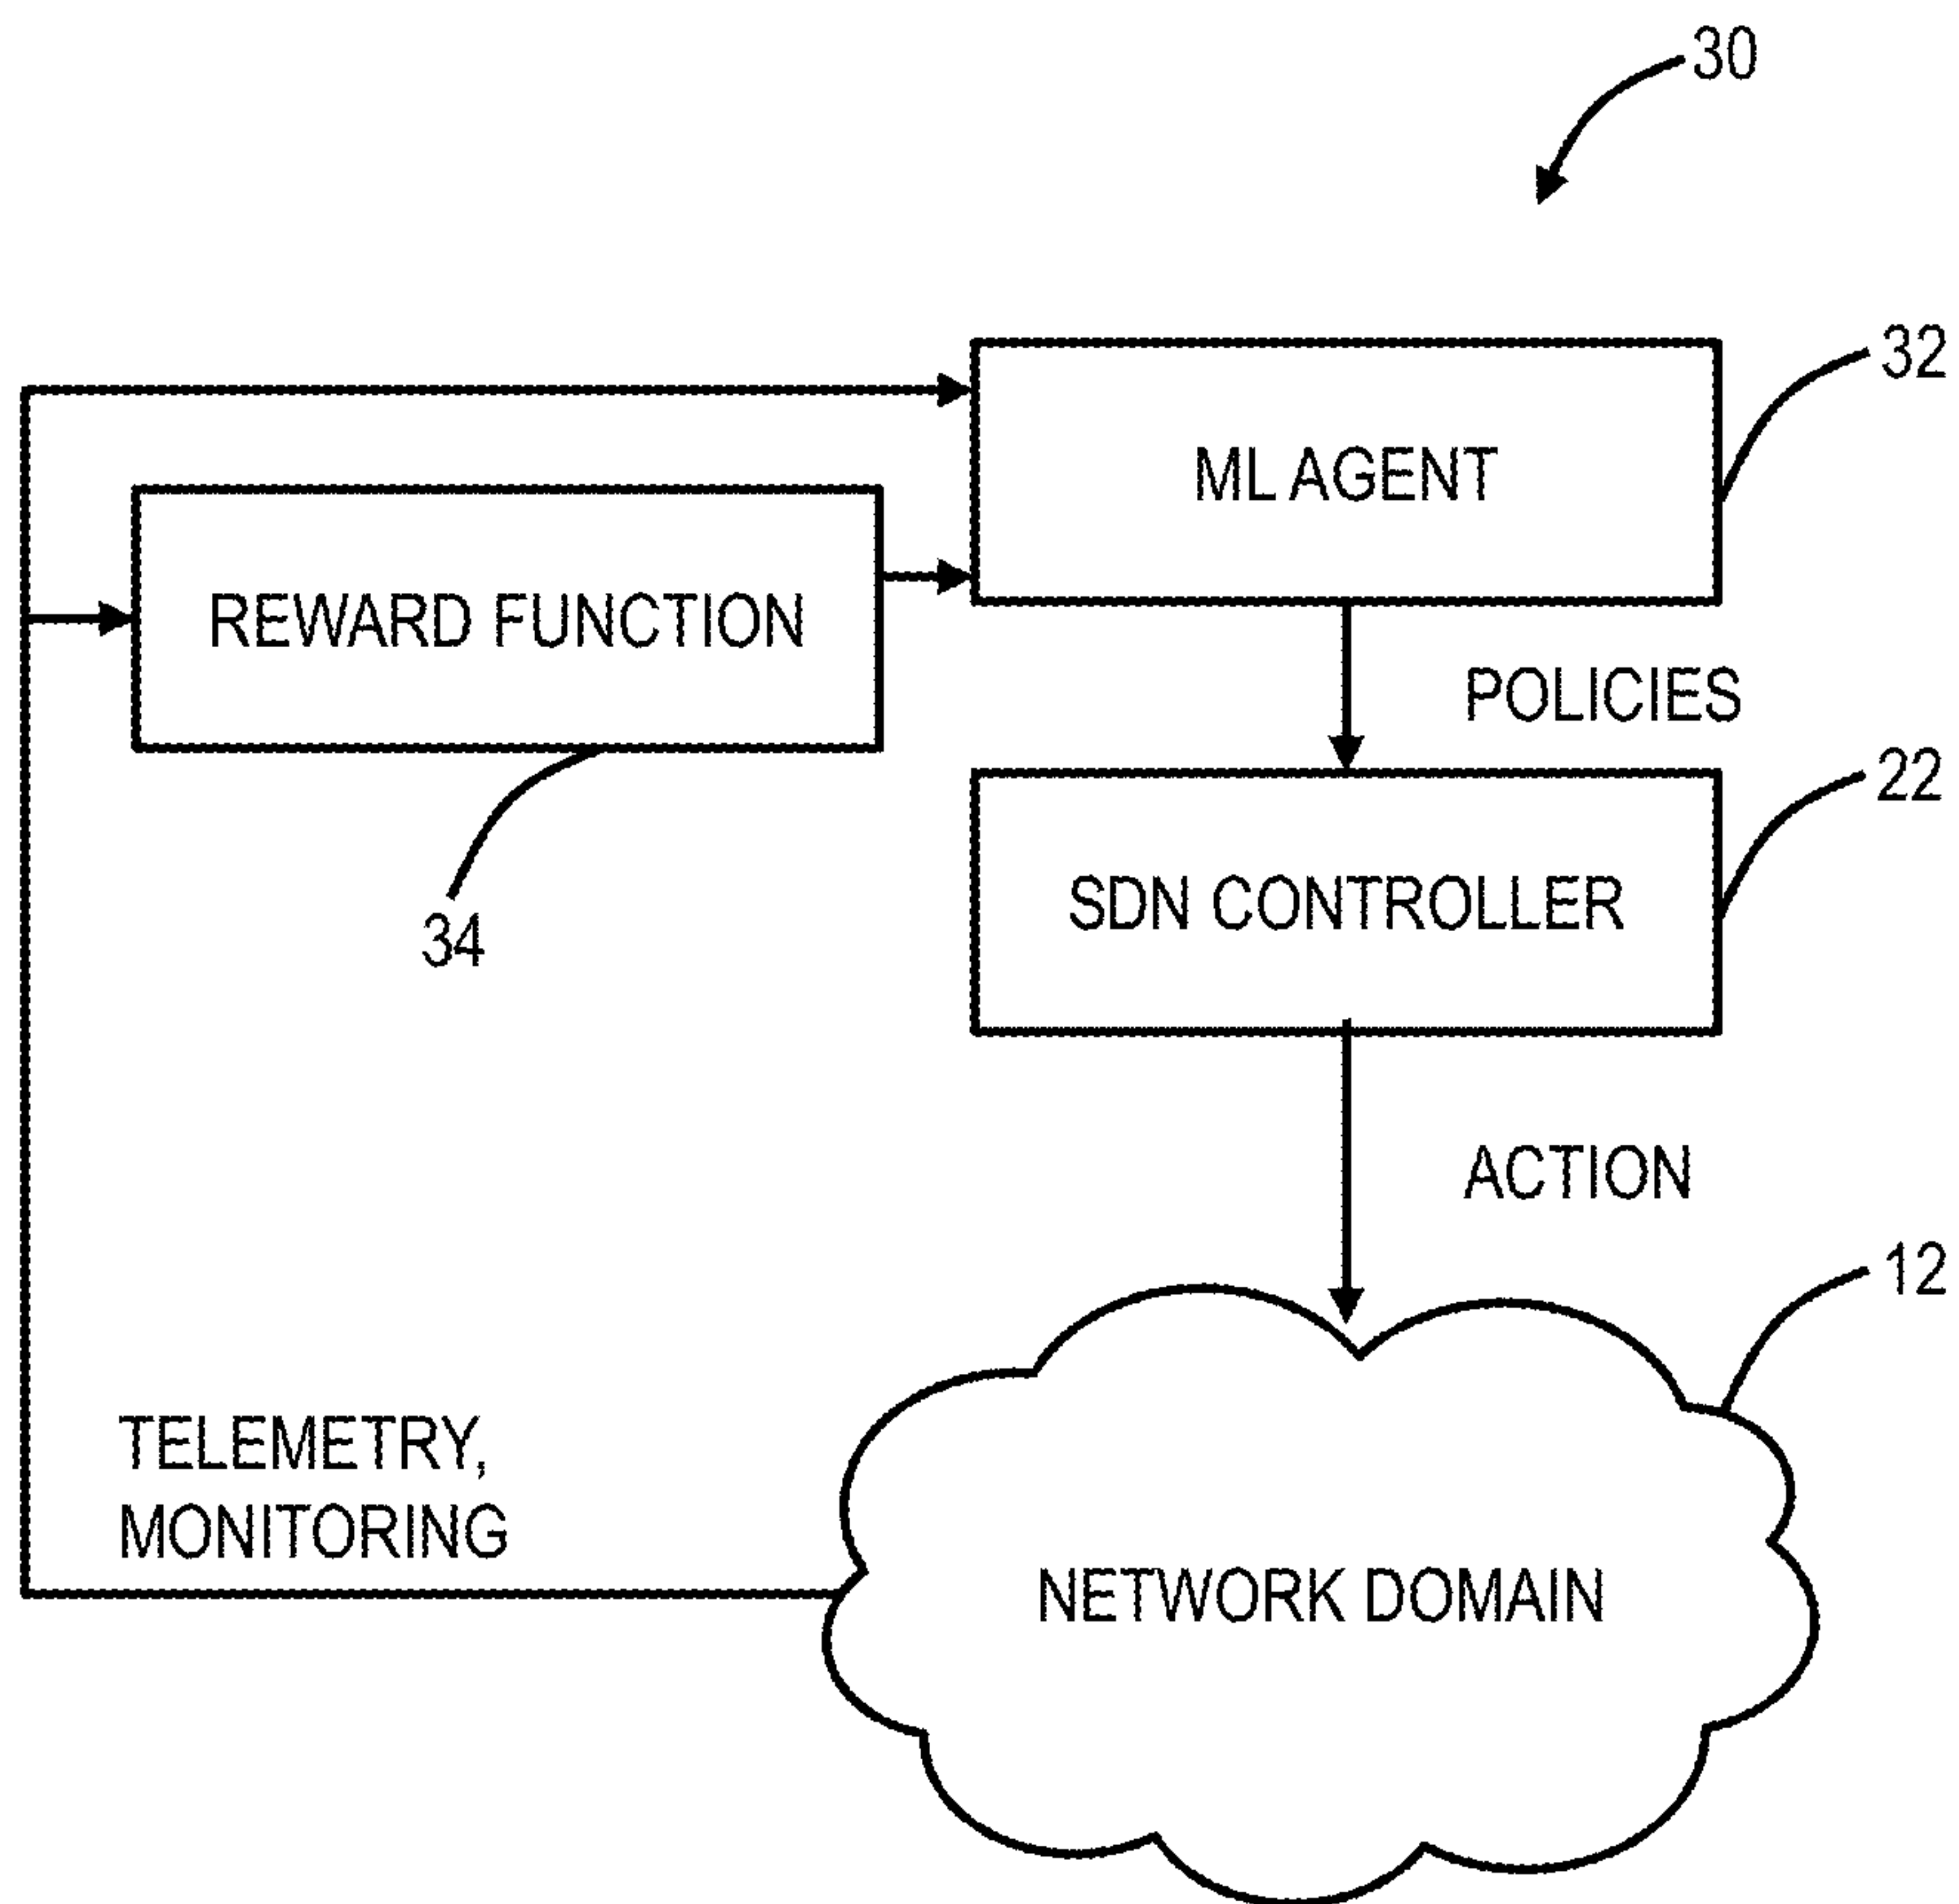 30
32
ML AGENT
REWARD FUNCTION
POLICIES
22
SDN CONTROLLER
34
ACTION
12
TELEMETRY,
MONITORING
NETWORK DOMAIN